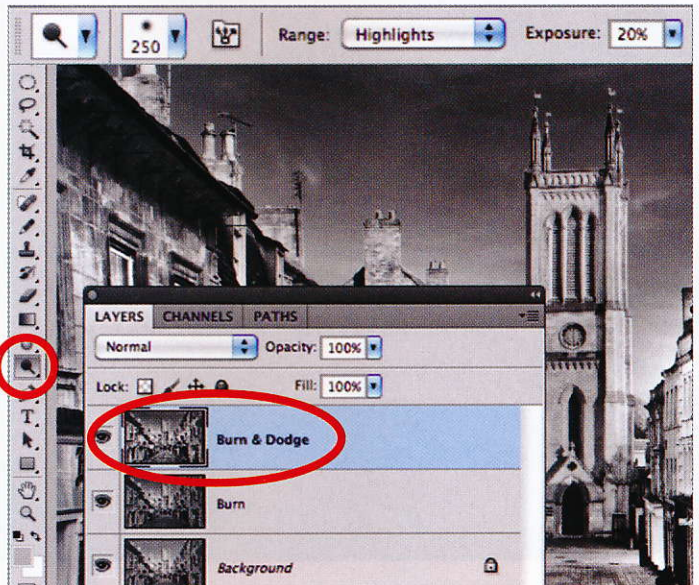 250 Range: Highlights Exposure: 20%
LAYERS CHANNELS PATHS
Normal Opacity: 100%
Lock: Fill: 100%
Burn & Dodge
Burn
Background
T